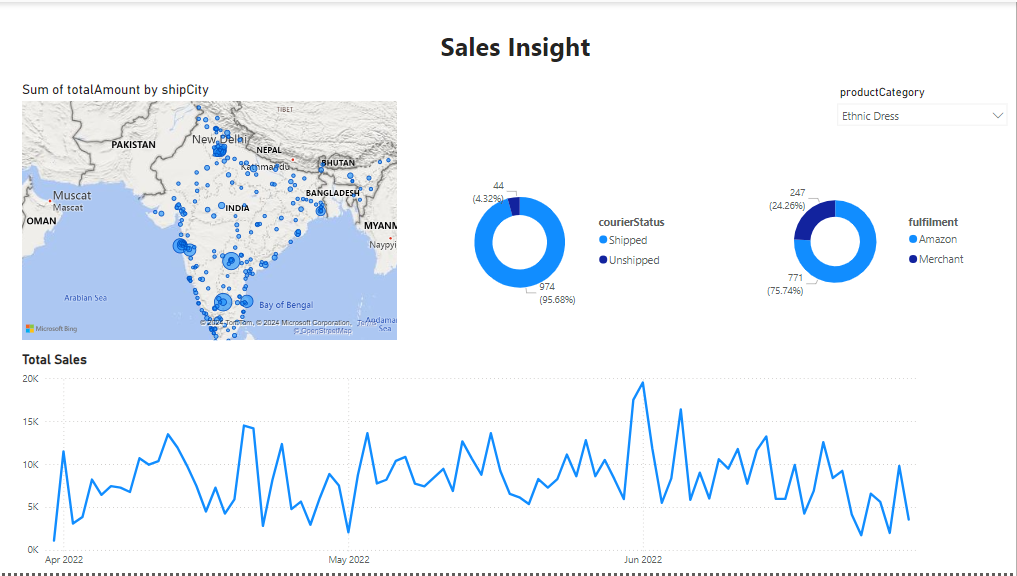 Sales Insight
Sum of totalAmount by shipCity
productCategory
Ethnic Dress
TIBET
New Delhi
PAKISTAN
NEPAL
Kathmandu
BHUTAN
Muscat
Mascat
BANGLADESH
INDIA
OMAN
MYANM
Naypyi
Arabian Sea
Bay of Bengal
Andaman
Sea
© 2024 TomTom, © 2024 Microsoft Corporation, Terms
© OpenStreetMap
Microsoft Bing
44
(4.32%)
974
(95.68%)
courierStatus
Shipped
Unshipped
247
(24.26%)
771
(75.74%)
fulfilment
Amazon
Merchant
Total Sales
20K
15K
10K
5K
0K
Apr 2022
May 2022
Jun 2022